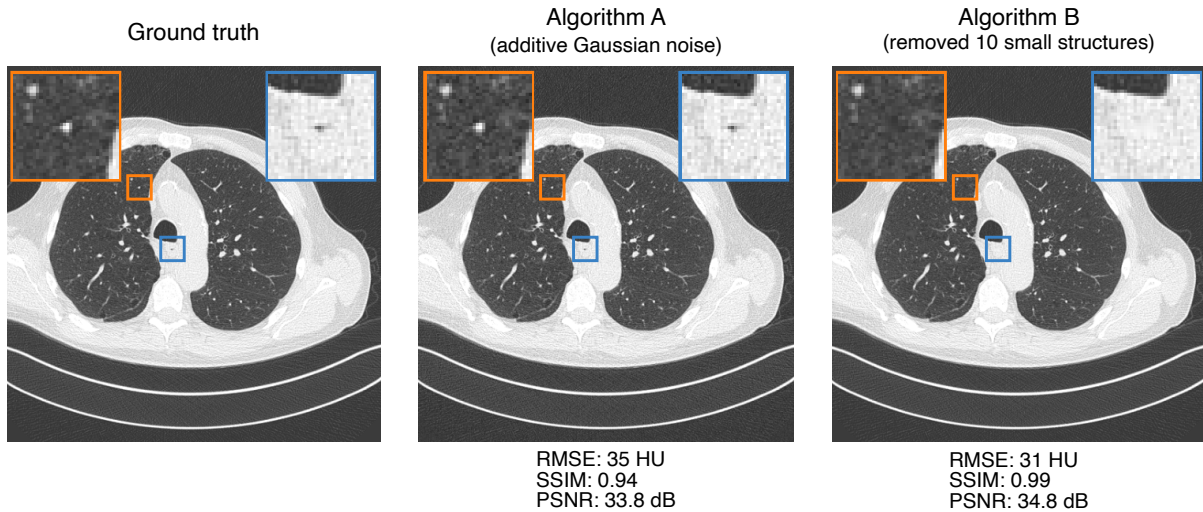 Ground truth
Algorithm A
(additive Gaussian noise)
Algorithm B
(removed 10 small structures)
RMSE: 35 HU
SSIM: 0.94
PSNR: 33.8 dB
RMSE: 31 HU
SSIM: 0.99
PSNR: 34.8 dB